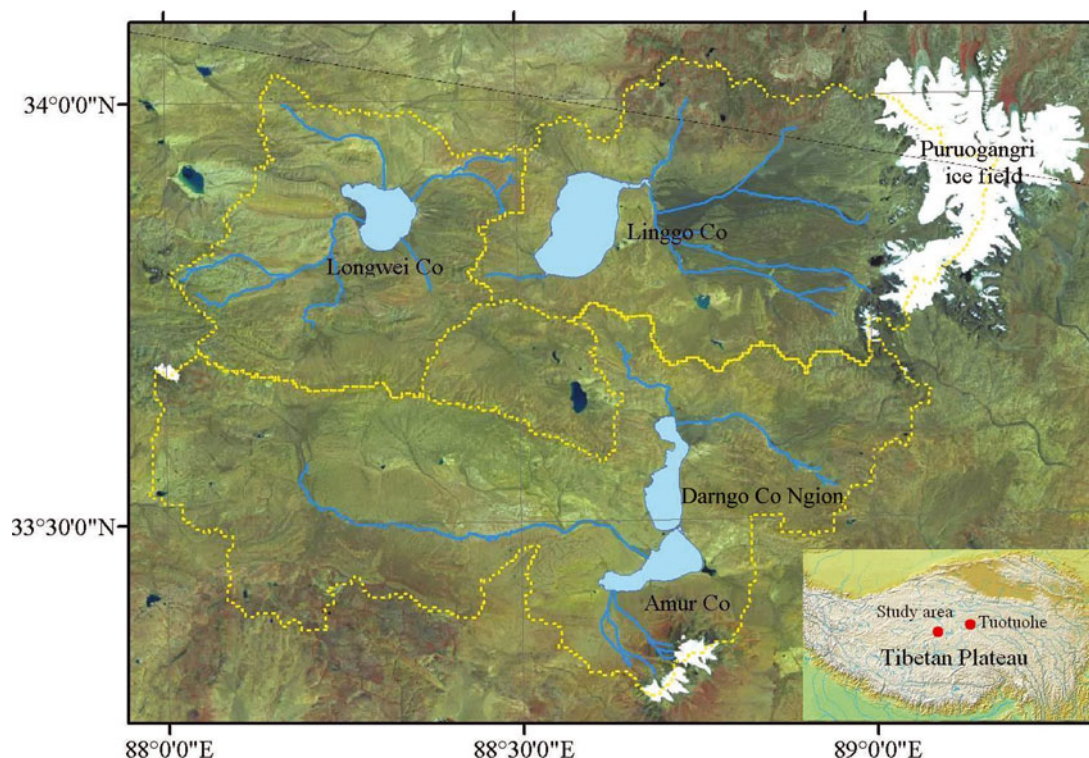 34°0'0"N
Puruogangri
ice field
Linggo Co
Longwei Co
Darngo Co Ngion
33°30'0"N
Amur Co
Study area
Tuotuohe
Tibetan Plateau
88°0'0"E
88°30'0"E
89°0'0"E